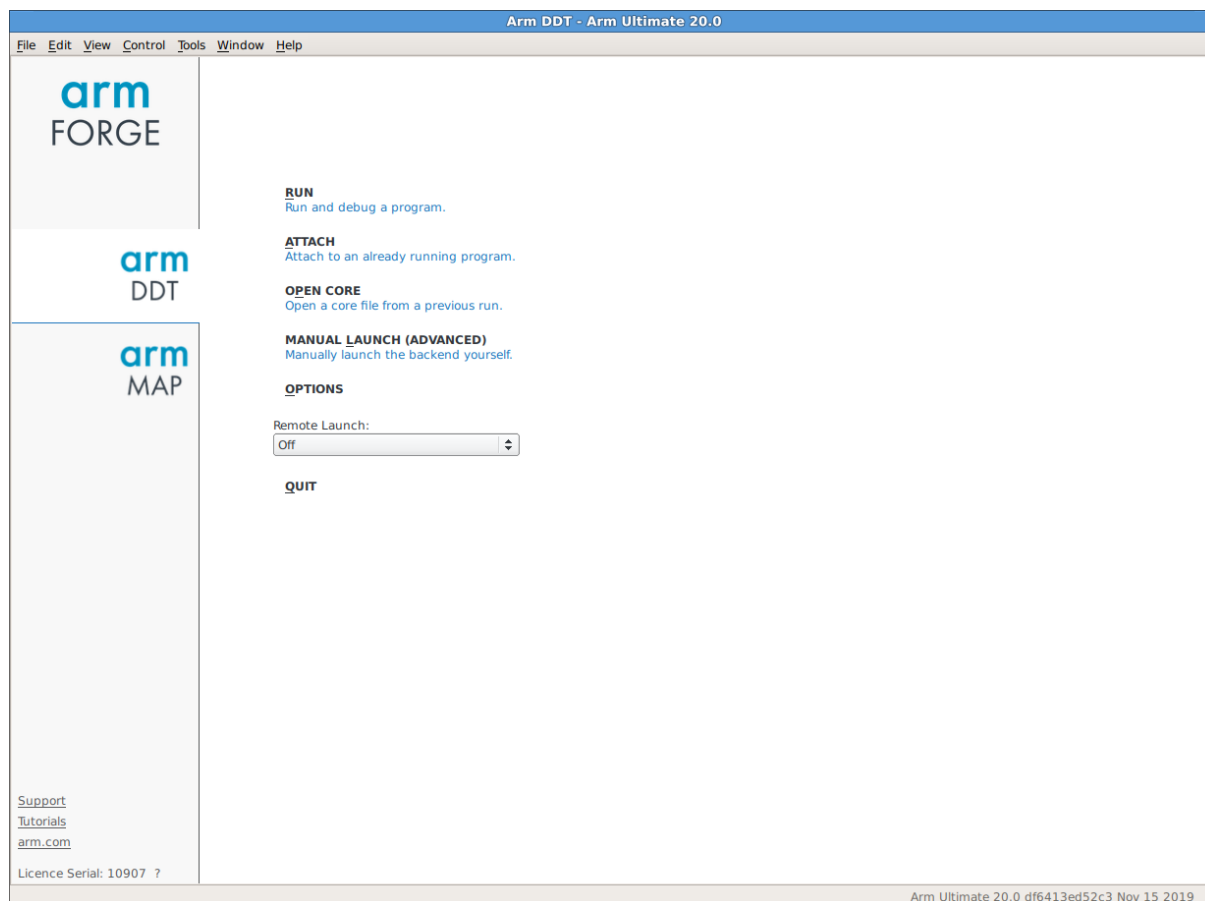 Arm DDT - Arm Ultimate 20.0
File Edit View Control Tools Window Help
arm
FORGE
arm
DDT
arm
MAP
RUN
Run and debug a program.
ATTACH
Attach to an already running program.
OPEN CORE
Open a core file from a previous run.
MANUAL LAUNCH (ADVANCED)
Manually launch the backend yourself.
OPTIONS
Remote Launch:
Off
QUIT
Support
Tutorials
arm.com
Licence Serial: 10907 ?
Arm Ultimate 20.0 df6413ed52c3 Nov 15 2019